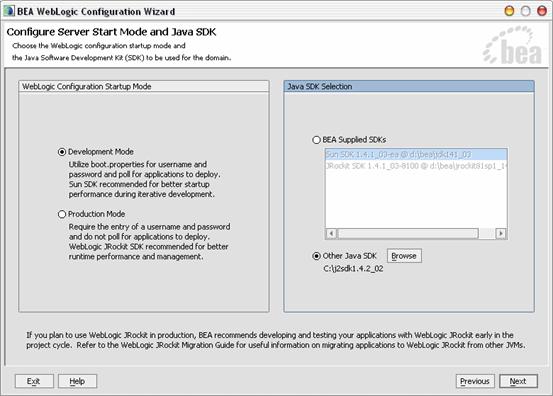 BEA WebLogic Configuration Wizard
Configure Server Start Mode and Java SDK
Choose the WebLogic configuration startup mode and
the Java Software Development Kit (SDK) to be used for the domain.
bea
WebLogic Configuration Startup Mode
Development Mode
Utilize boot.properties for username and
password and poll for applications to deploy.
Sun SDK recommended for better startup
performance during iterative development.
Production Mode
Require the entry of a username and password
and do not poll for applications to deploy.
WebLogic JRockit SDK recommended for better
runtime performance and management.
Java SDK Selection
BEA Supplied SDKs
Sun SDK 1.4.1_03-ea @ d:\bea\jdk141_03
JRockit SDK 1.4.1_03-8100 @ d:\bea\jrockit81sp1_14
Other Java SDK
Browse
C:\j2sdk1.4.2_02
If you plan to use WebLogic JRockit in production, BEA recommends developing and testing your applications with WebLogic JRockit early in the
project cycle. Refer to the WebLogic JRockit Migration Guide for useful information on migrating applications to WebLogic JRockit from other JVMs.
Exit
Help
Previous
Next